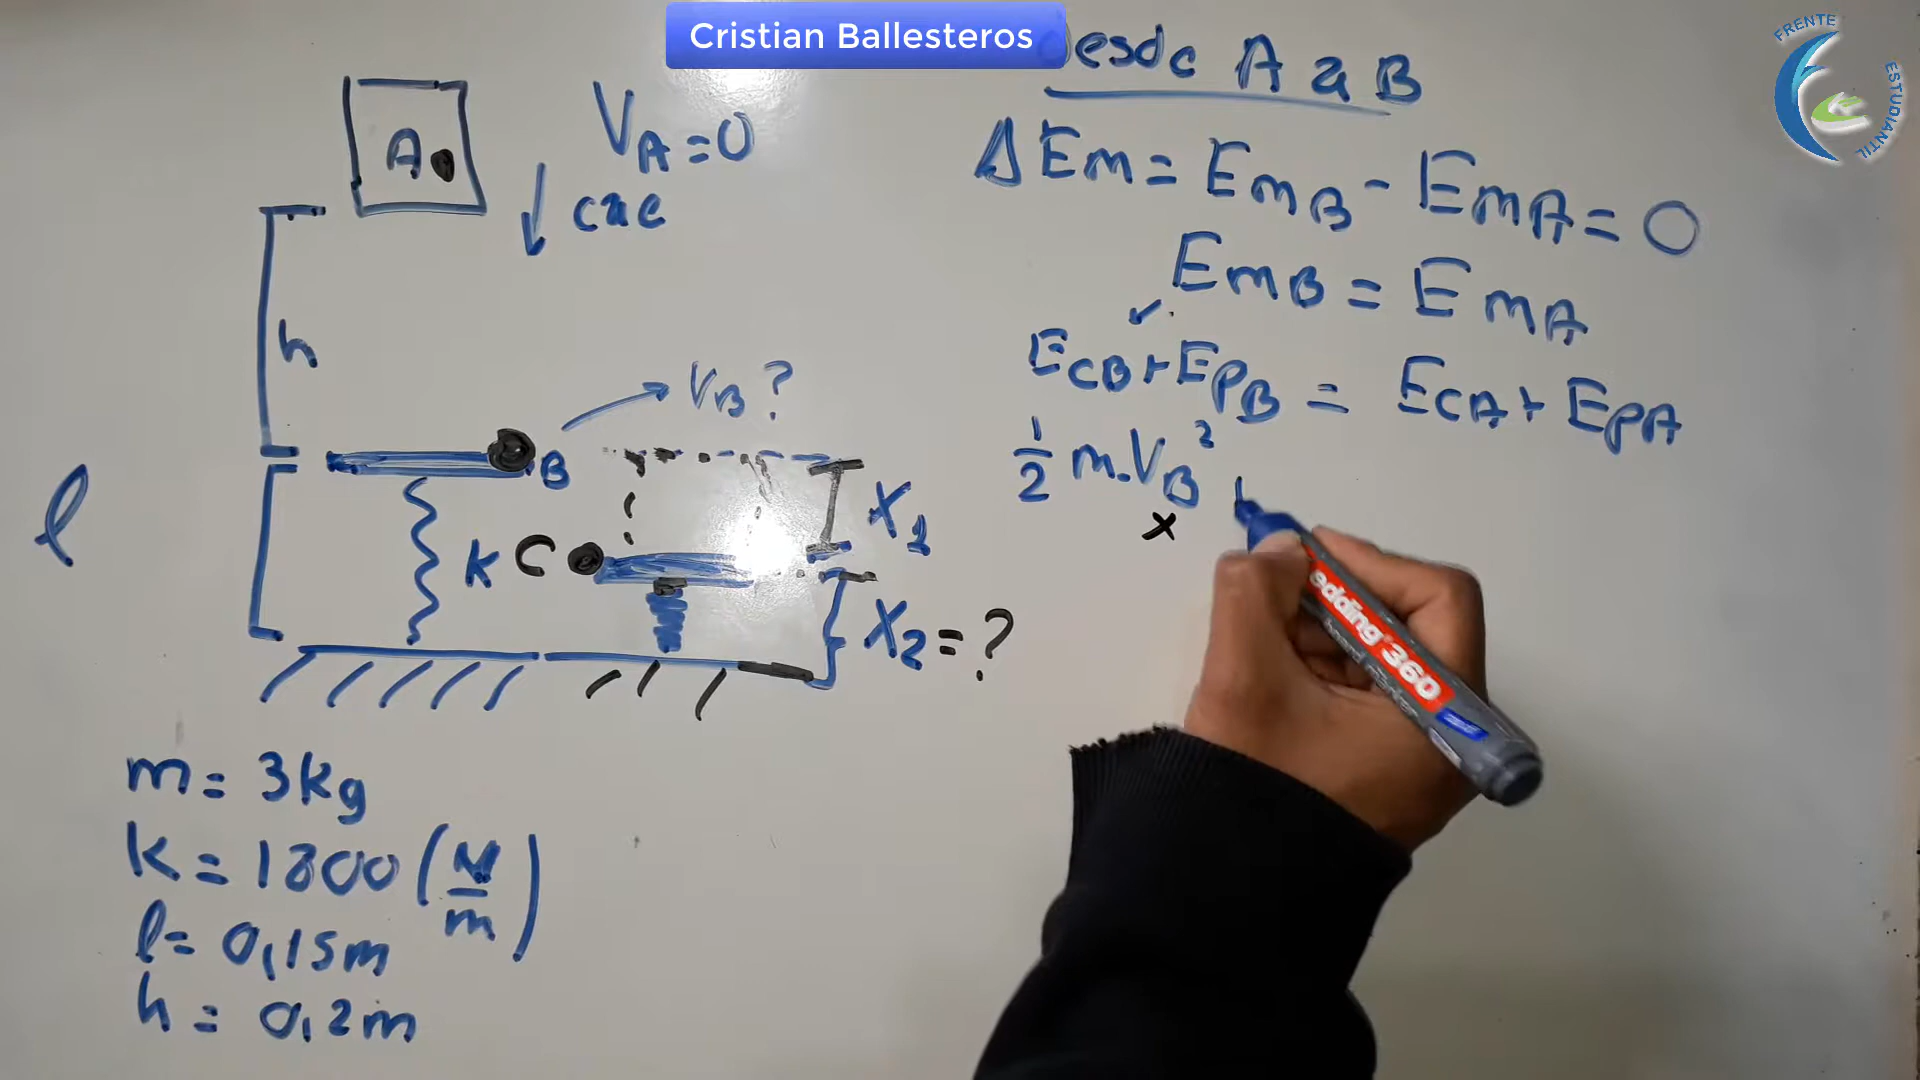 Cristian Ballesteros
FRENTE
ESTUDIANTIL
Desde A a B
A
VA=0
cae
ΔEm = EmB - EmA = 0
EmB = EmA
h
ECB + EPB = ECA + EPA
VB?
1/2 m.VB²
x
B
l
K
C
X1
X2=?
edding 360
m= 3kg
K= 1800 (N/m)
l= 0,15m
h= 0,2m